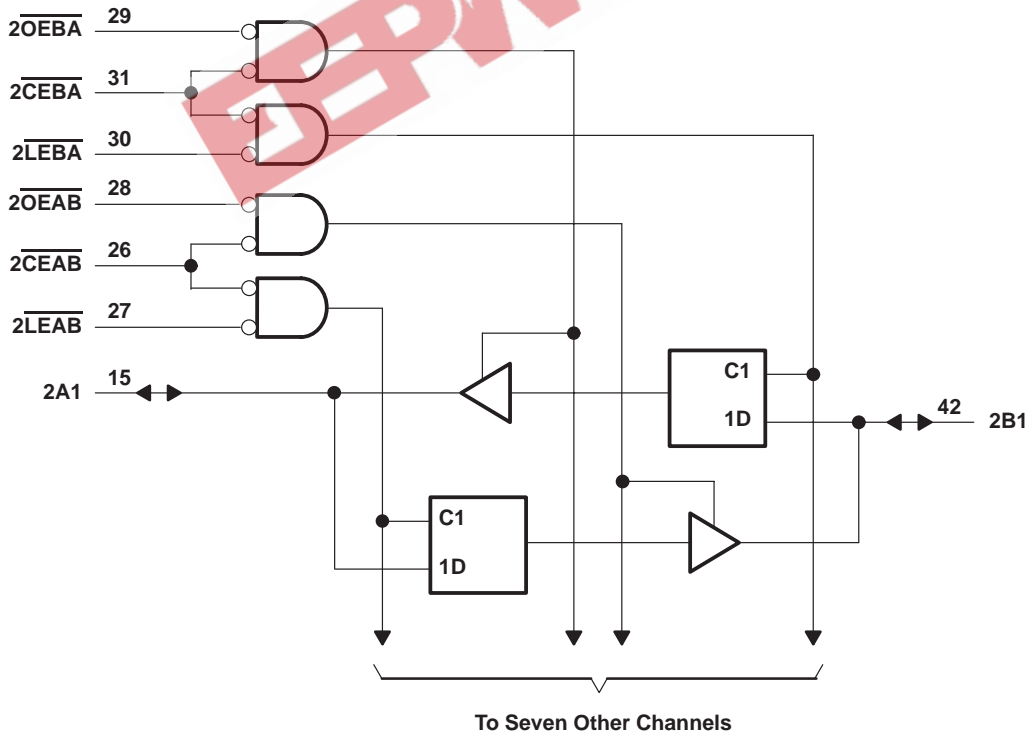 2OEBA 29
2CEBA 31
2LEBA 30
2OEAB 28
2CEAB 26
2LEAB 27
2A1 15
C1
1D
42 2B1
C1
1D
To Seven Other Channels